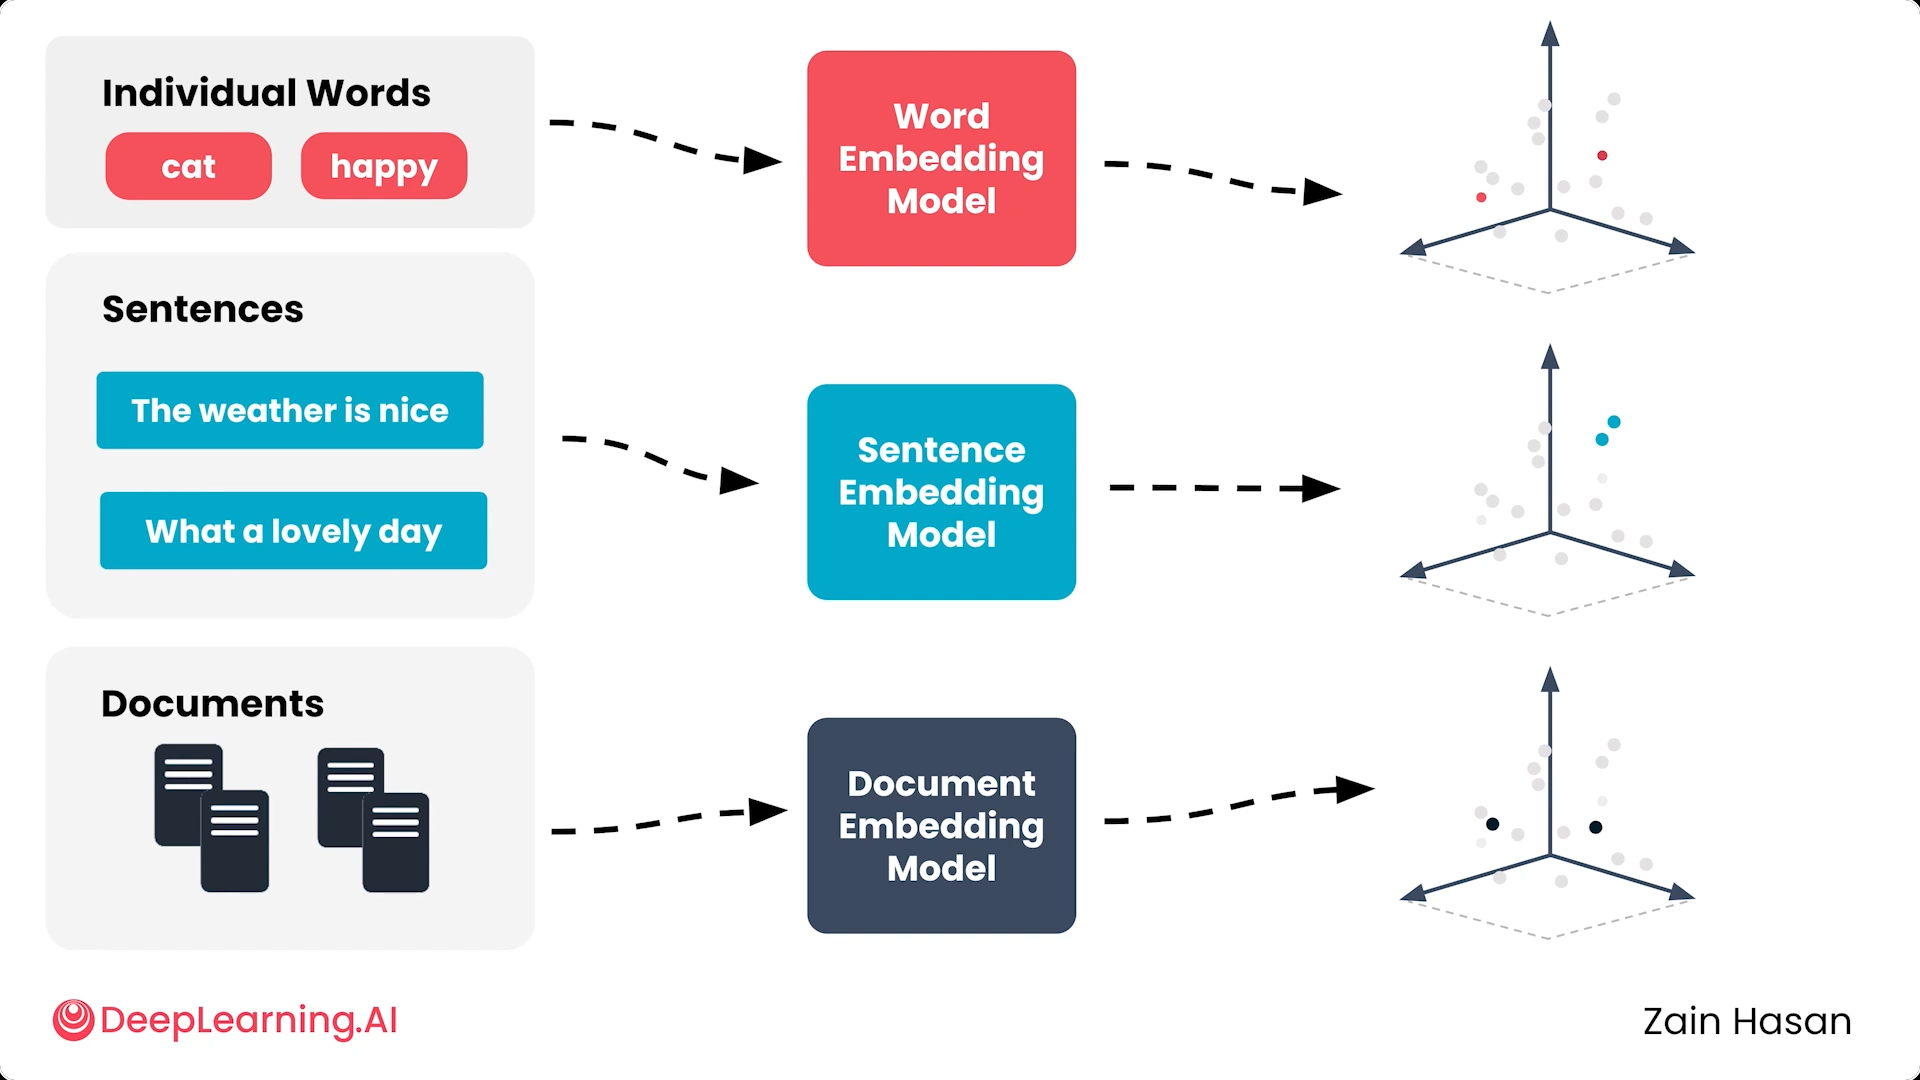 Individual Words
cat
happy
Word
Embedding
Model
Sentences
The weather is nice
What a lovely day
Sentence
Embedding
Model
Documents
Document
Embedding
Model
DeepLearning.AI
Zain Hasan